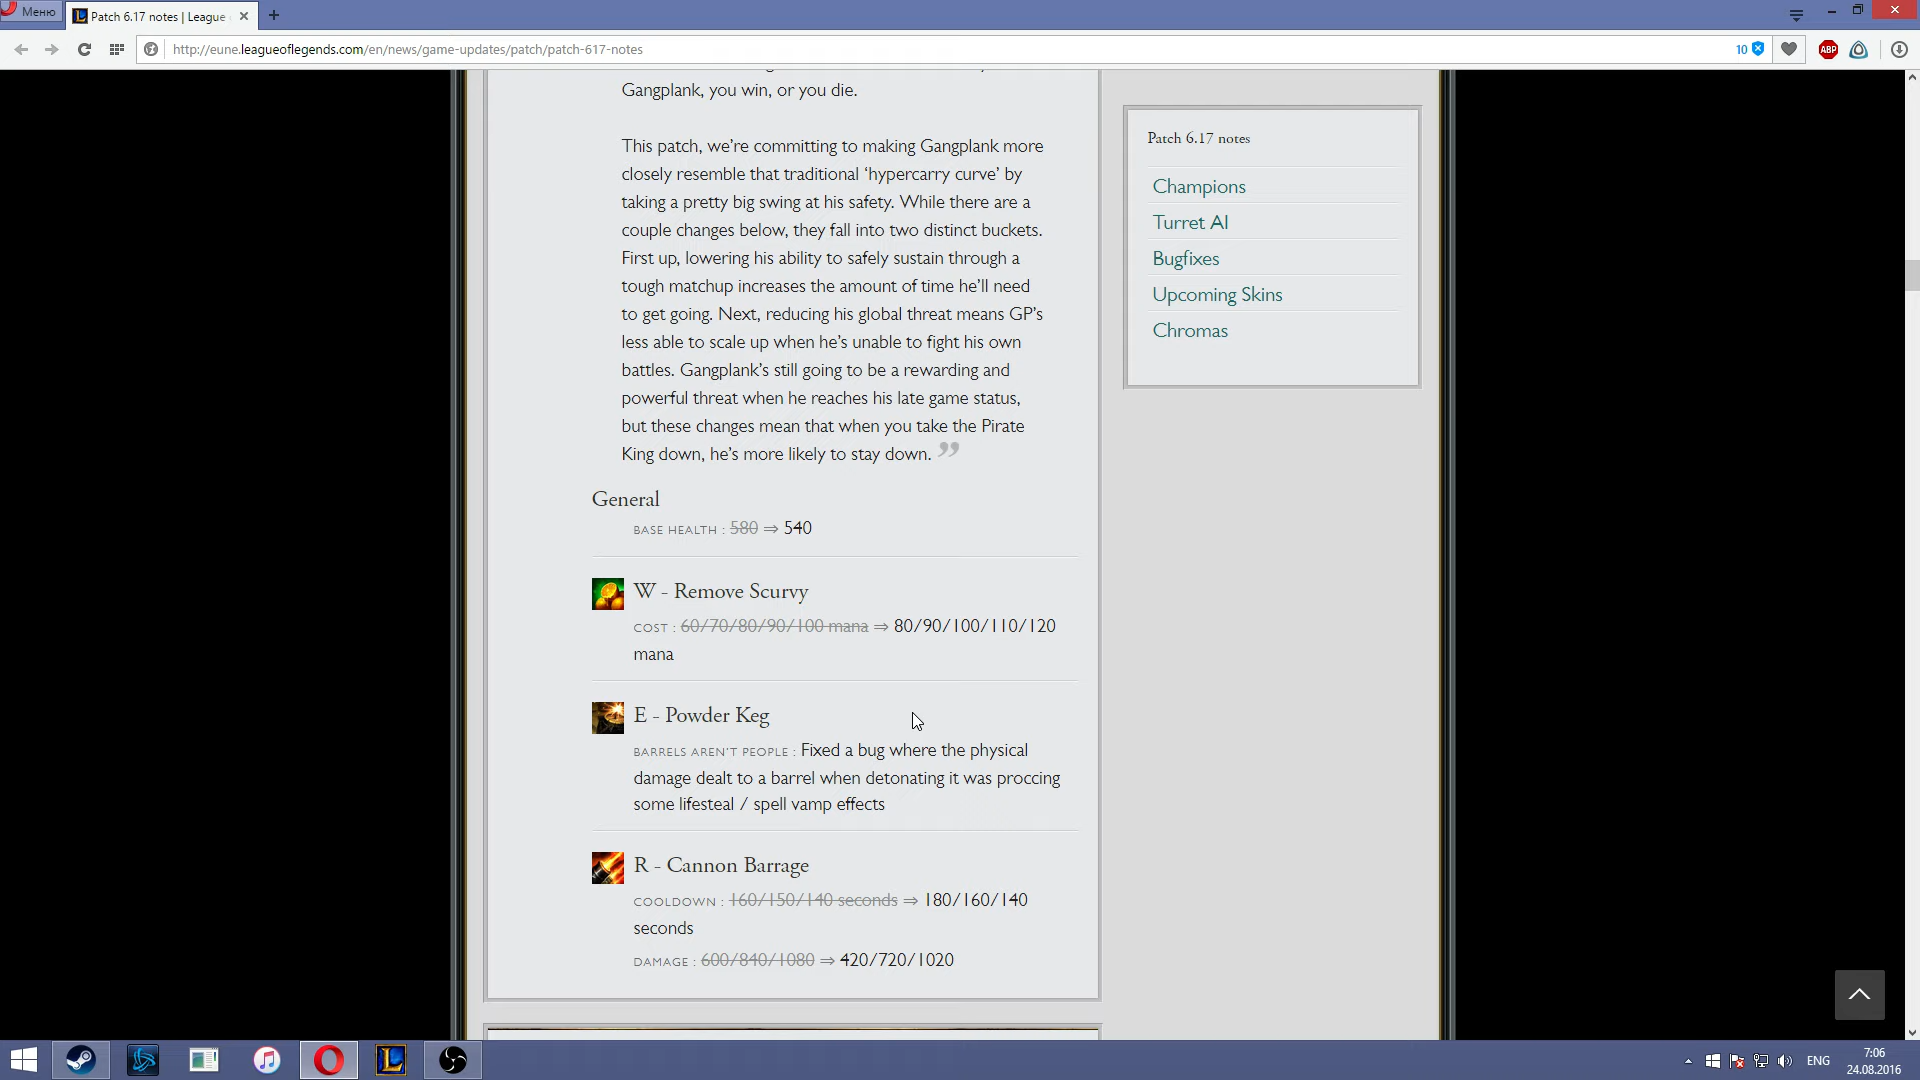 Меню
Patch 6.17 notes | League
http://eune.leagueoflegends.com/en/news/game-updates/patch/patch-617-notes
10
ABP
Gangplank, you win, or you die.
This patch, we're committing to making Gangplank more
closely resemble that traditional 'hypercarry curve' by
taking a pretty big swing at his safety. While there are a
couple changes below, they fall into two distinct buckets.
First up, lowering his ability to safely sustain through a
tough matchup increases the amount of time he'll need
to get going. Next, reducing his global threat means GP's
less able to scale up when he's unable to fight his own
battles. Gangplank's still going to be a rewarding and
powerful threat when he reaches his late game status,
but these changes mean that when you take the Pirate
King down, he's more likely to stay down. ”
General
BASE HEALTH : 580 ⇒ 540
W - Remove Scurvy
COST : 60/70/80/90/100 mana ⇒ 80/90/100/110/120
mana
E - Powder Keg
BARRELS AREN'T PEOPLE : Fixed a bug where the physical
damage dealt to a barrel when detonating it was proccing
some lifesteal / spell vamp effects
R - Cannon Barrage
COOLDOWN : 160/150/140 seconds ⇒ 180/160/140
seconds
DAMAGE : 600/840/1080 ⇒ 420/720/1020
Patch 6.17 notes
Champions
Turret AI
Bugfixes
Upcoming Skins
Chromas
ENG
7:06
24.08.2016